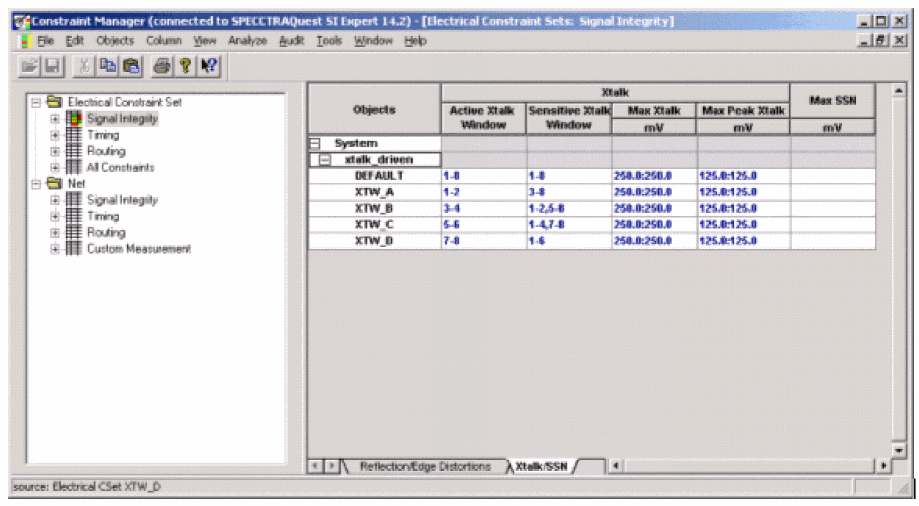 Constraint Manager (connected to SPECCTRAQuest SI Expert 14.2) - [Electrical Constraint Sets: Signal Integrity]
File Edit Objects Column View Analyze Audit Tools Window Help
Electrical Constraint Set
Signal Integrity
Timing
Routing
All Constraints
Net
Signal Integrity
Timing
Routing
Custom Measurement
Objects Xtalk Max SSN
Active Xtalk Window Sensitive Xtalk Window Max Xtalk Max Peak Xtalk
mV mV mV
System
xtalk_driven
DEFAULT 1-8 1-8 250.0:250.0 125.0:125.0
XTW_A 1-2 3-8 250.0:250.0 125.0:125.0
XTW_B 3-4 1-2,5-8 250.0:250.0 125.0:125.0
XTW_C 5-6 1-4,7-8 250.0:250.0 125.0:125.0
XTW_D 7-8 1-6 250.0:250.0 125.0:125.0
Reflection/Edge Distortions Xtalk/SSN
source: Electrical CSet XTW_D